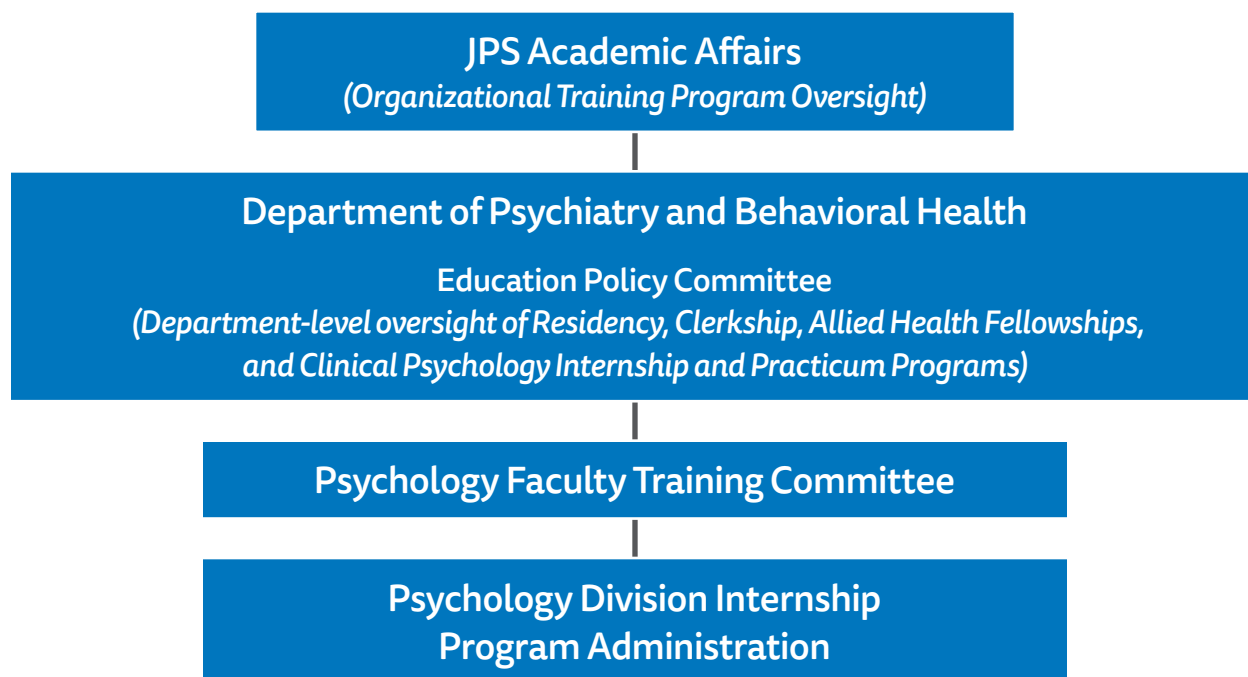 JPS Academic Affairs
(Organizational Training Program Oversight)
Department of Psychiatry and Behavioral Health
Education Policy Committee
(Department-level oversight of Residency, Clerkship, Allied Health Fellowships,
and Clinical Psychology Internship and Practicum Programs)
Psychology Faculty Training Committee
Psychology Division Internship
Program Administration